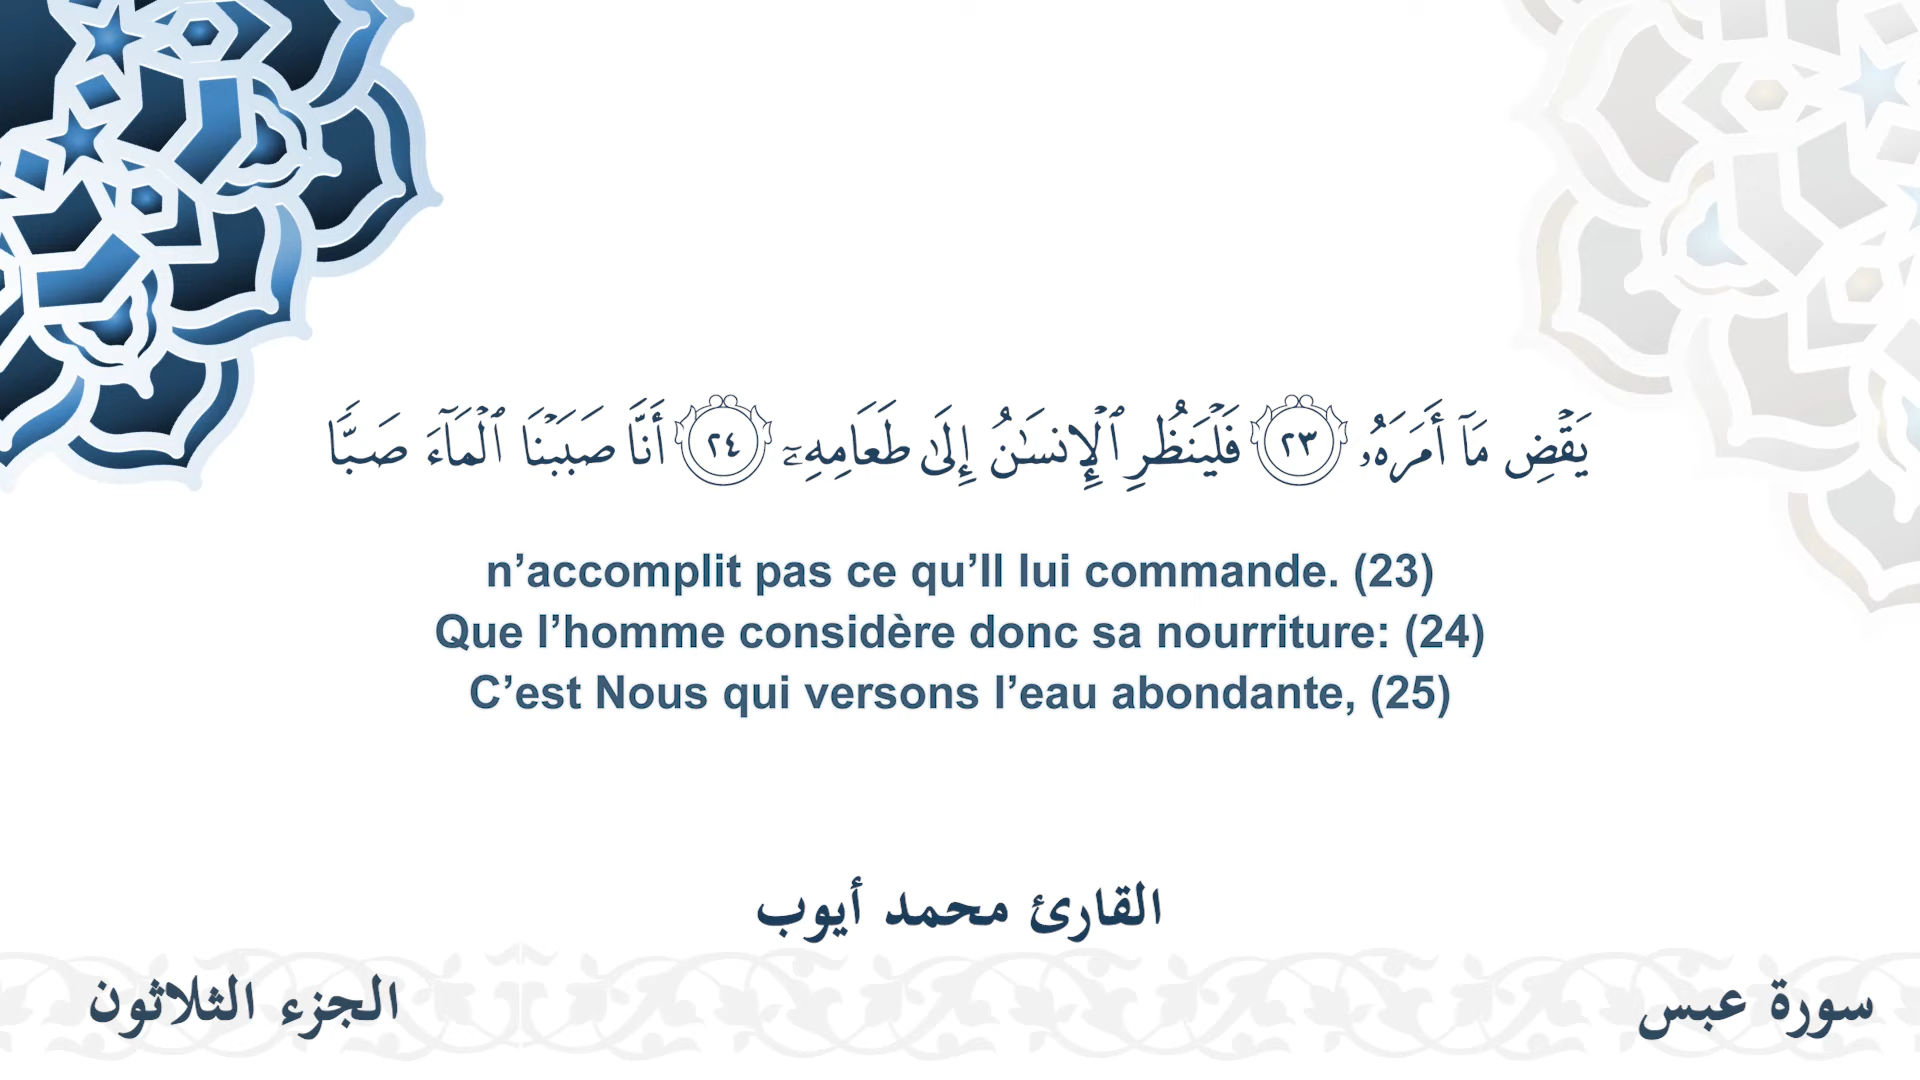 يَقۡضِ مَآ أَمَرَهُۥ ٢٣ فَلۡيَنظُرِ ٱلۡإِنسَٰنُ إِلَىٰ طَعَامِهِۦٓ ٢٤ أَنَّا صَبَبۡنَا ٱلۡمَآءَ صَبّٗا
n’accomplit pas ce qu’Il lui commande. (23)
Que l’homme considère donc sa nourriture: (24)
C’est Nous qui versons l’eau abondante, (25)
القارئ محمد أيوب
سورة عبس
الجزء الثلاثون